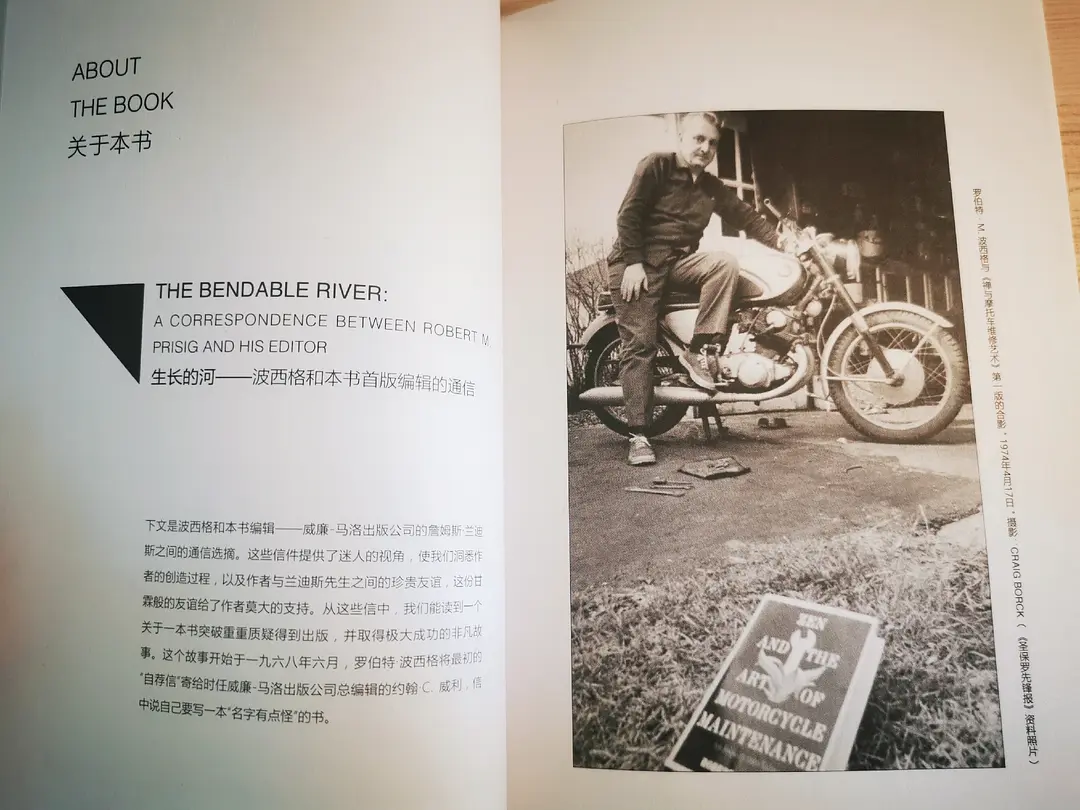 ABOUT
THE BOOK
关于本书
THE BENDABLE RIVER:
A CORRESPONDENCE BETWEEN ROBERT M.
PRISIG AND HIS EDITOR
生长的河——波西格和本书首版编辑的通信
下文是波西格和本书编辑——威廉-马洛出版公司的詹姆斯·兰迪
斯之间的通信选摘。这些信件提供了迷人的视角，使我们洞悉作
者的创造过程，以及作者与兰迪斯先生之间的珍贵友谊，这份甘
霖般的友谊给了作者莫大的支持。从这些信中，我们能读到一个
关于一本书突破重重质疑得到出版，并取得极大成功的非凡故
事。这个故事开始于一九六八年六月，罗伯特·波西格将最初的
“自荐信”寄给时任威廉-马洛出版公司总编辑的约翰·C. 威利，信
中说自己要写一本“名字有点怪”的书。
罗伯特·M. 波西格与《禅与摩托车维修艺术》第一版的合影，1974年4月17日，摄影 CRAIG BORCK（《圣保罗先锋报》资料照片）
ZEN
AND THE
ART OF
MOTORCYCLE
MAINTENANCE